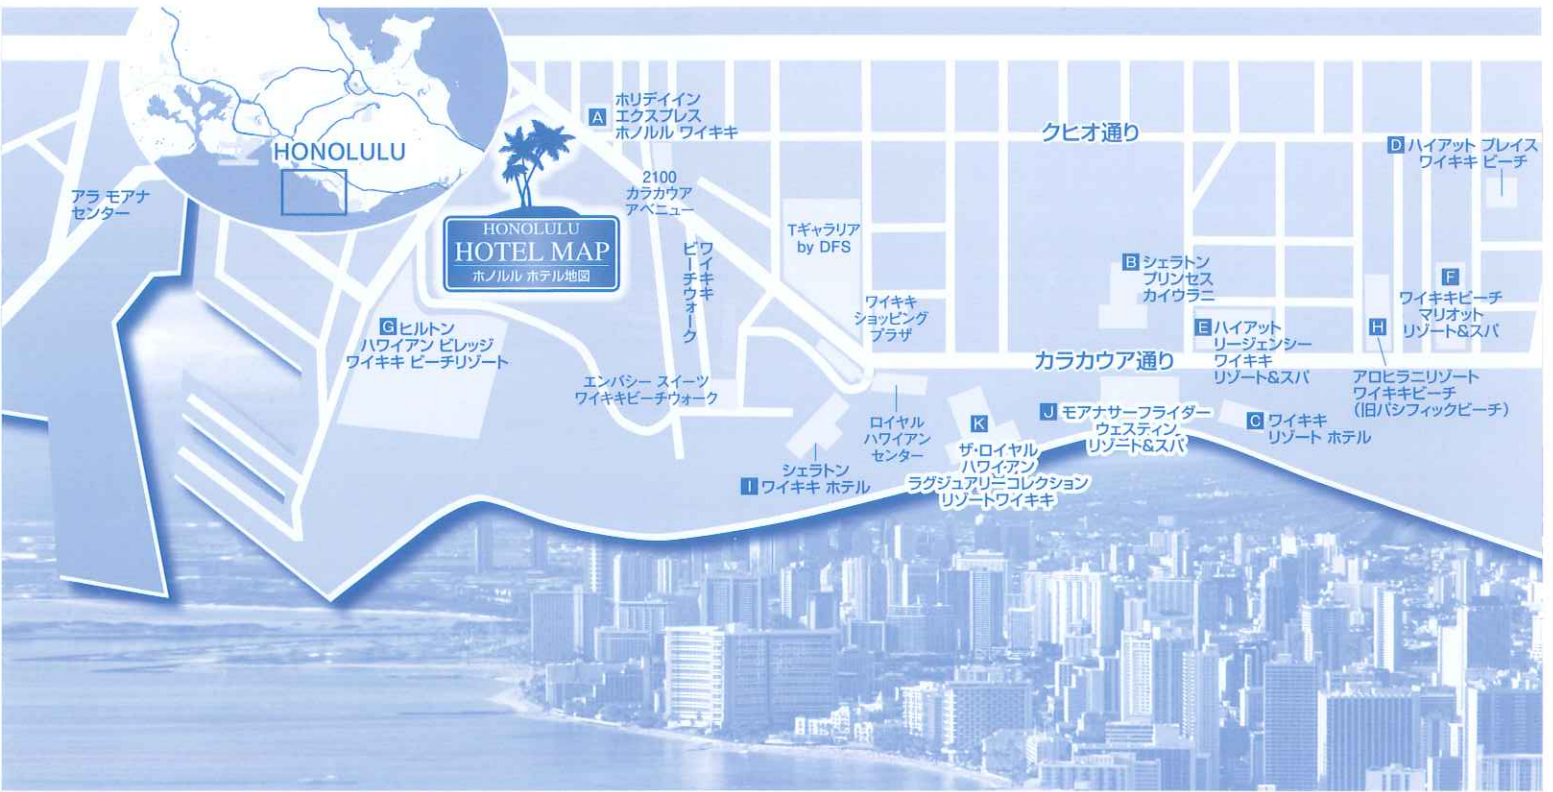 HONOLULU
アラ モアナ
センター
HONOLULU
HOTEL MAP
ホノルル ホテル地図
A ホリデイイン
エクスプレス
ホノルル ワイキキ
2100
カラカウア
アベニュー
ワイキキ
ビーチウォーク
Tギャラリア
by DFS
ワイキキ
ショッピング
プラザ
クヒオ通り
D ハイアット プレイス
ワイキキ ビーチ
B シェラトン
プリンセス
カイウラニ
E ハイアット
リージェンシー
ワイキキ
リゾート&スパ
F
ワイキキビーチ
マリオット
リゾート&スパ
H
アロヒラニリゾート
ワイキキビーチ
(旧パシフィックビーチ)
G ヒルトン
ハワイアン ビレッジ
ワイキキ ビーチリゾート
エンバシー スイーツ
ワイキキビーチウォーク
カラカウア通り
ロイヤル
ハワイアン
センター
シェラトン
I ワイキキ ホテル
K
ザ・ロイヤル
ハワイ・アン
ラグジュアリーコレクション
リゾートワイキキ
J モアナサーフライダー
ウェスティン
リゾート&スパ
C ワイキキ
リゾート ホテル